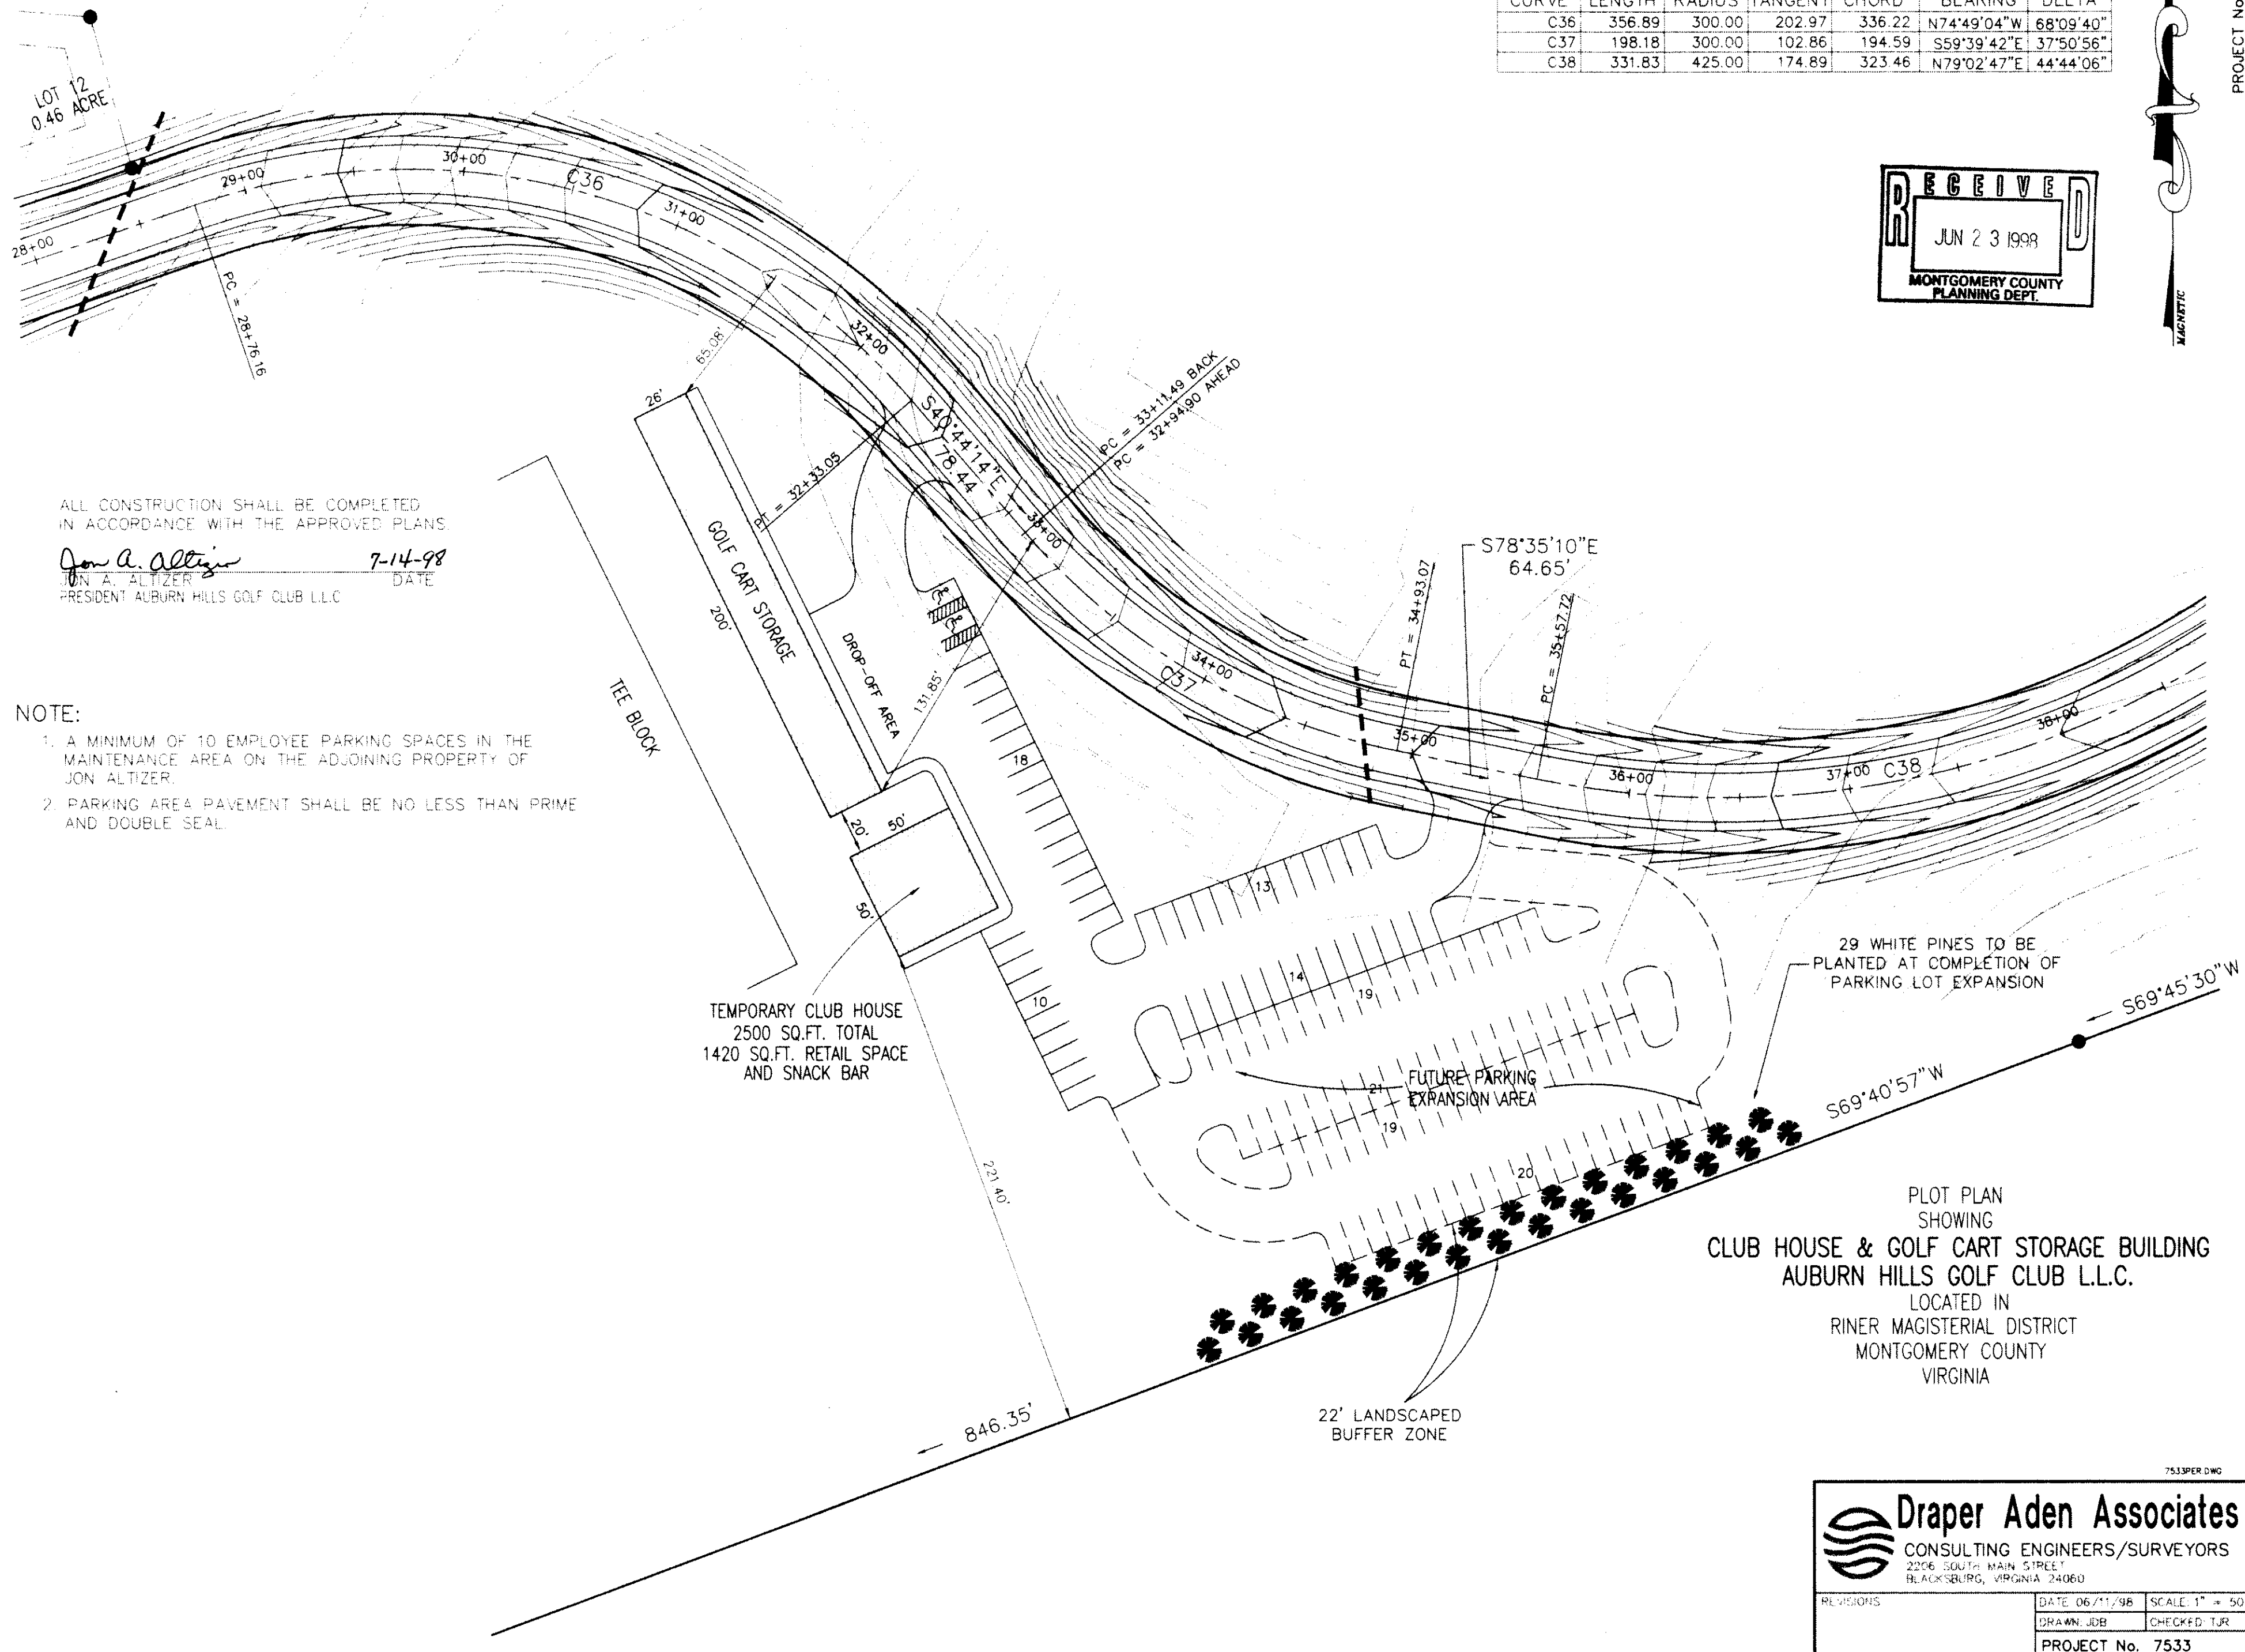 CURVE LENGTH RADIUS TANGENT CHORD BEARING DELTA
C36 356.89 300.00 202.97 336.22 N74°49'04"W 68°09'40"
C37 198.18 300.00 102.86 194.59 S59°39'42"E 37°50'56"
C38 331.83 425.00 174.89 323.46 N79°02'47"E 44°44'06"
PROJECT No
MAGNETIC
RECEIVED
JUN 23 1998
MONTGOMERY COUNTY
PLANNING DEPT.
LOT 12
0.46 ACRE
28+00
29+00
30+00
C36
31+00
32+00
PC = 28+76.16
65.08'
26'
S40°44'14"E
78.44
PT = 32+33.05
PC = 33+11.49 BACK
PC = 32+94.90 AHEAD
33+00
GOLF CART STORAGE
200'
DROP-OFF AREA
131.85'
TEE BLOCK
34+00
C37
S78°35'10"E
64.65'
PT = 34+93.07
PC = 35+57.72
35+00
36+00
37+00 C38
38+00
ALL CONSTRUCTION SHALL BE COMPLETED
IN ACCORDANCE WITH THE APPROVED PLANS.
Jon A. Altizer 7-14-98
JON A. ALTIZER DATE
PRESIDENT AUBURN HILLS GOLF CLUB L.L.C
NOTE:
1. A MINIMUM OF 10 EMPLOYEE PARKING SPACES IN THE
MAINTENANCE AREA ON THE ADJOINING PROPERTY OF
JON ALTIZER.
2. PARKING AREA PAVEMENT SHALL BE NO LESS THAN PRIME
AND DOUBLE SEAL.
18
20'
50'
50'
13
10
14
19
21
19
20
FUTURE PARKING
EXPANSION AREA
TEMPORARY CLUB HOUSE
2500 SQ.FT. TOTAL
1420 SQ.FT. RETAIL SPACE
AND SNACK BAR
29 WHITE PINES TO BE
PLANTED AT COMPLETION OF
PARKING LOT EXPANSION
S69°45'30"W
S69°40'57"W
221.40'
846.35'
22' LANDSCAPED
BUFFER ZONE
PLOT PLAN
SHOWING
CLUB HOUSE & GOLF CART STORAGE BUILDING
AUBURN HILLS GOLF CLUB L.L.C.
LOCATED IN
RINER MAGISTERIAL DISTRICT
MONTGOMERY COUNTY
VIRGINIA
7533PER.DWG
Draper Aden Associates
CONSULTING ENGINEERS/SURVEYORS
2206 SOUTH MAIN STREET
BLACKSBURG, VIRGINIA 24060
REVISIONS
DATE 06/11/98 SCALE: 1" = 50
DRAWN: JDB CHECKED: TJR
PROJECT No. 7533